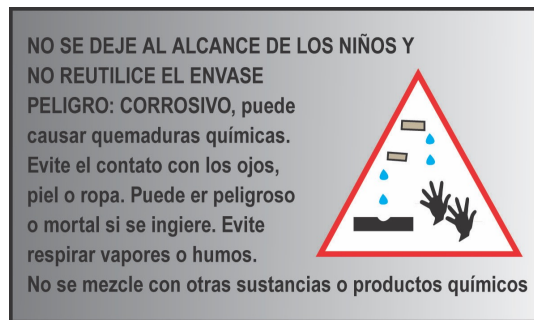 NO SE DEJE AL ALCANCE DE LOS NIÑOS Y
NO REUTILICE EL ENVASE
PELIGRO: CORROSIVO, puede
causar quemaduras químicas.
Evite el contato con los ojos,
piel o ropa. Puede er peligroso
o mortal si se ingiere. Evite
respirar vapores o humos.
No se mezcle con otras sustancias o productos químicos